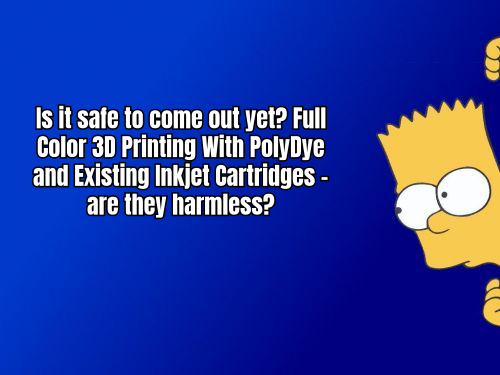 Is it safe to come out yet? Full
Color 3D Printing With PolyDye
and Existing Inkjet Cartridges -
are they harmless?